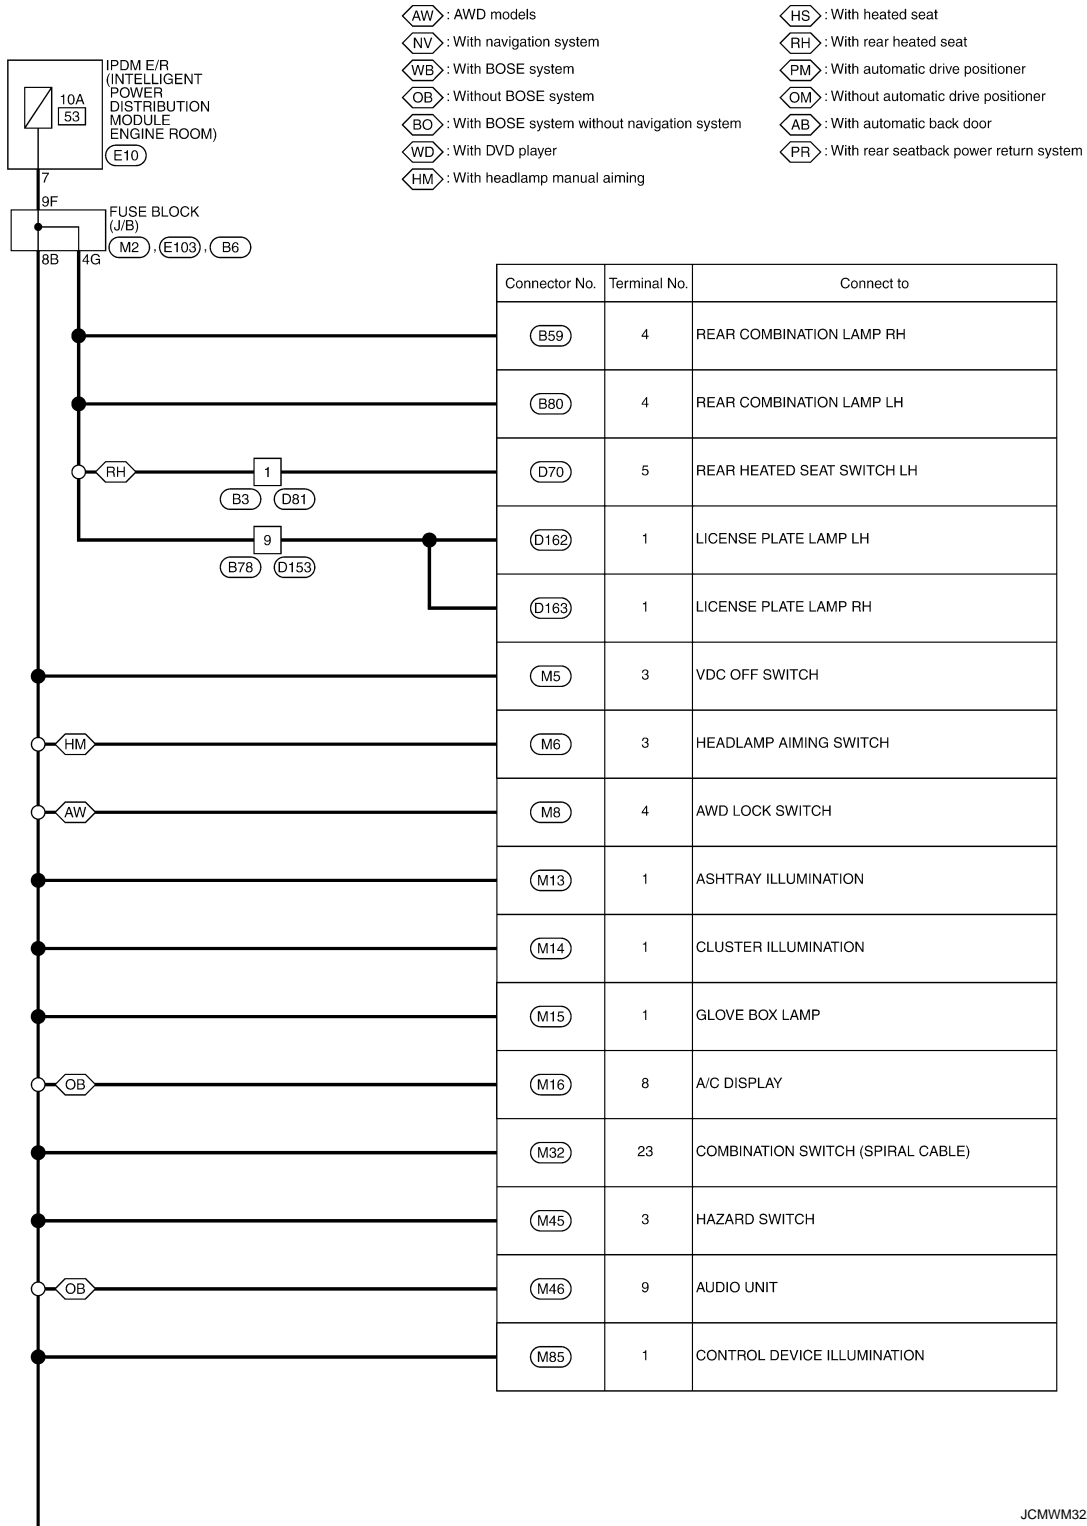 AW : AWD models
NV : With navigation system
WB : With BOSE system
OB : Without BOSE system
BO : With BOSE system without navigation system
WD : With DVD player
HM : With headlamp manual aiming
HS : With heated seat
RH : With rear heated seat
PM : With automatic drive positioner
OM : Without automatic drive positioner
AB : With automatic back door
PR : With rear seatback power return system
10A
53
IPDM E/R
(INTELLIGENT
POWER
DISTRIBUTION
MODULE
ENGINE ROOM)
E10
7
9F
FUSE BLOCK
(J/B)
M2 , E103 , B6
8B 4G
Connector No. Terminal No. Connect to
B59 4 REAR COMBINATION LAMP RH
B80 4 REAR COMBINATION LAMP LH
RH 1 D70 5 REAR HEATED SEAT SWITCH LH
B3 D81
9 D162 1 LICENSE PLATE LAMP LH
B78 D153
D163 1 LICENSE PLATE LAMP RH
M5 3 VDC OFF SWITCH
HM M6 3 HEADLAMP AIMING SWITCH
AW M8 4 AWD LOCK SWITCH
M13 1 ASHTRAY ILLUMINATION
M14 1 CLUSTER ILLUMINATION
M15 1 GLOVE BOX LAMP
OB M16 8 A/C DISPLAY
M32 23 COMBINATION SWITCH (SPIRAL CABLE)
M45 3 HAZARD SWITCH
OB M46 9 AUDIO UNIT
M85 1 CONTROL DEVICE ILLUMINATION
JCMWM32